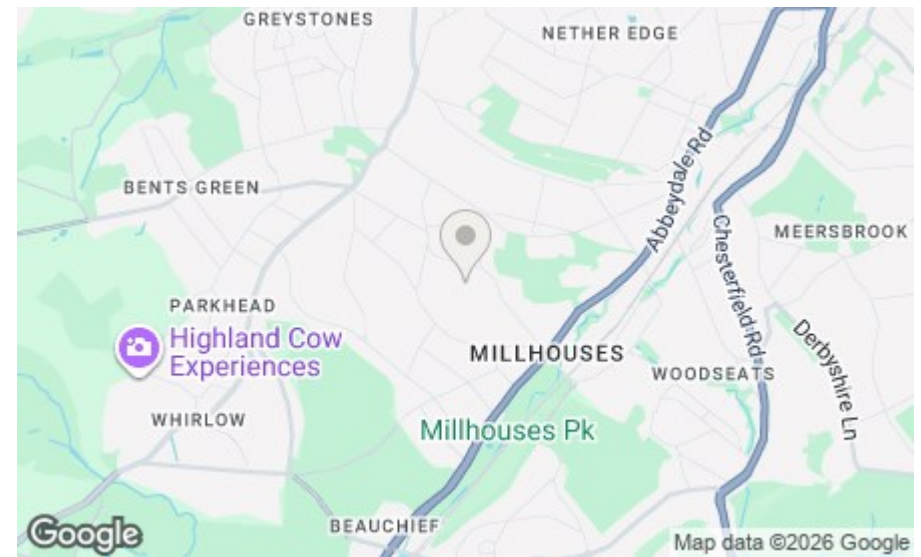 GREYSTONES
NETHER EDGE
BENTS GREEN
Abbeydale Rd
MEERSBROOK
Chesterfield Rd
PARKHEAD
Highland Cow
Experiences
MILLHOUSES
Derbyshire Ln
WOODSEATS
WHIRLOW
Millhouses Pk
BEAUCHIEF
Google
Map data ©2026 Google